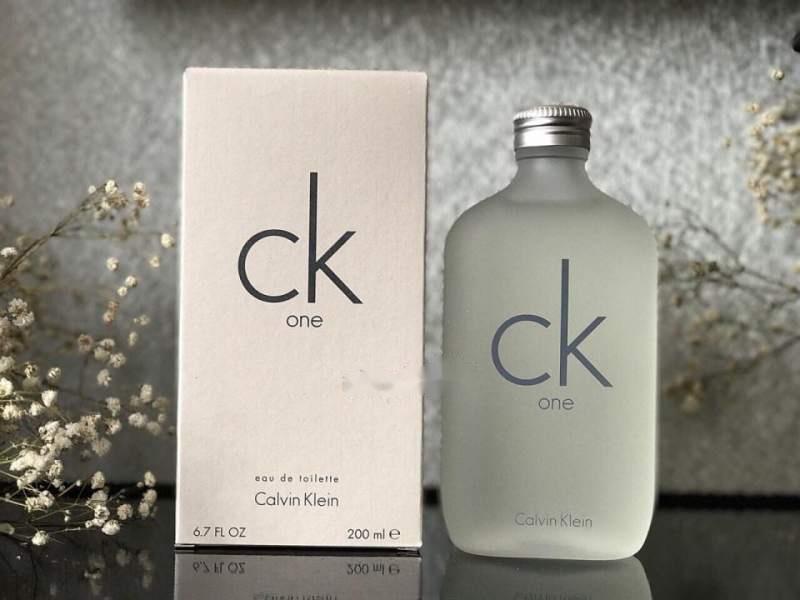 ck
one
eau de toilette
Calvin Klein
6.7 FL OZ 200 ml ℮
ck
one
Calvin Klein